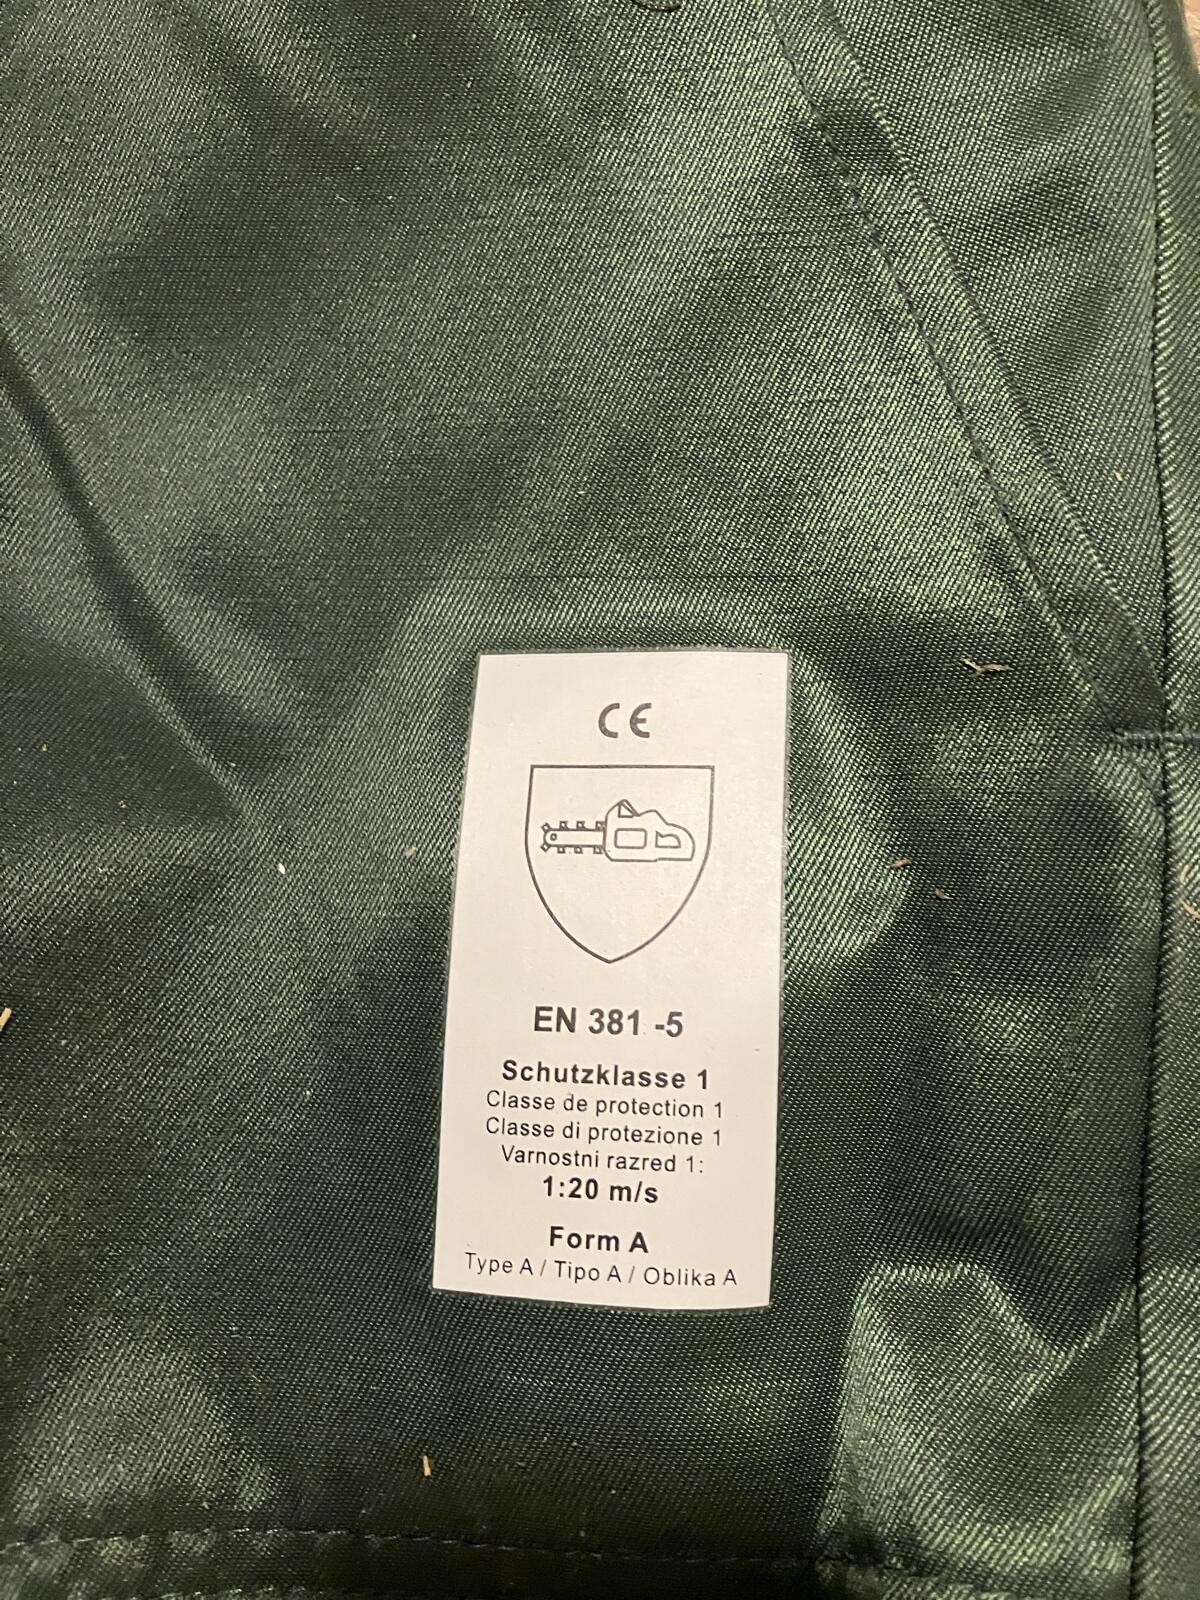 CE
EN 381 -5
Schutzklasse 1
Classe de protection 1
Classe di protezione 1
Varnostni razred 1:
1:20 m/s
Form A
Type A / Tipo A / Oblika A